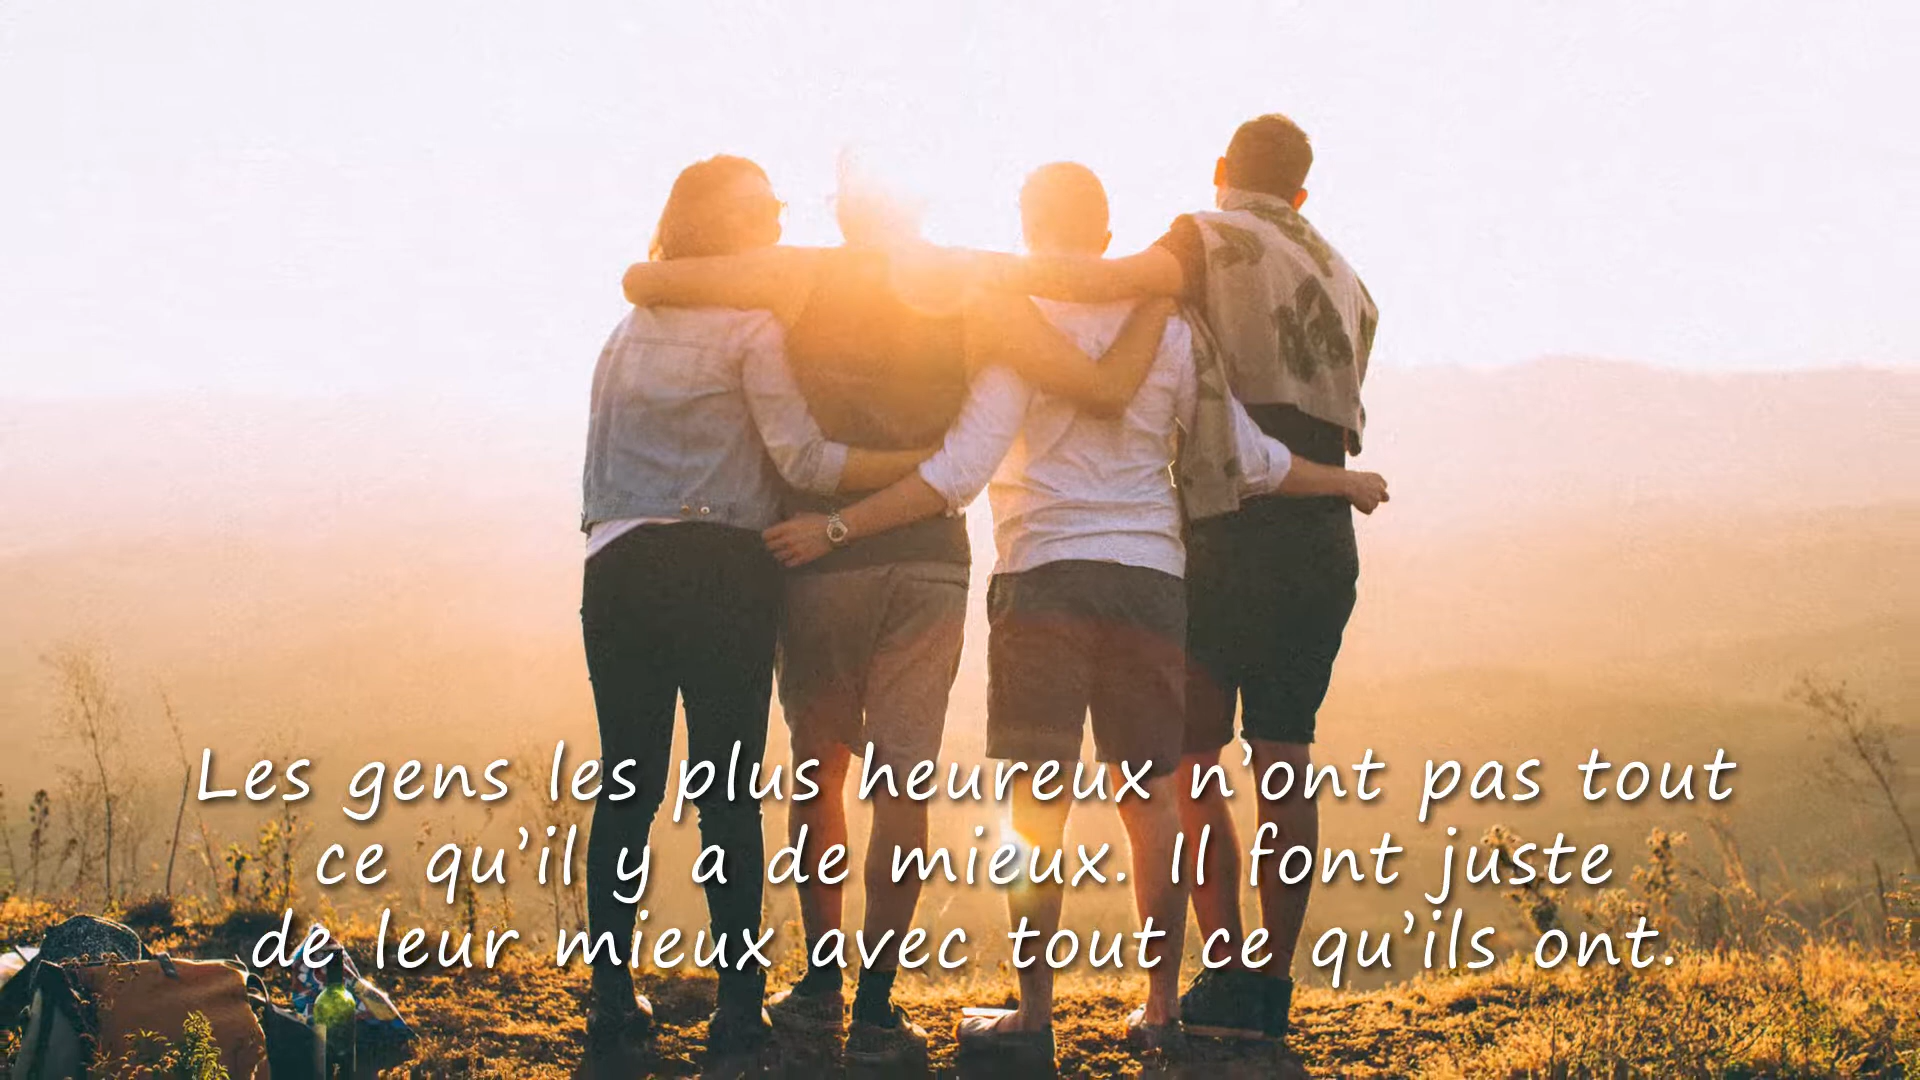 Les gens les plus heureux n’ont pas tout
ce qu’il y a de mieux. Il font juste
de leur mieux avec tout ce qu’ils ont.